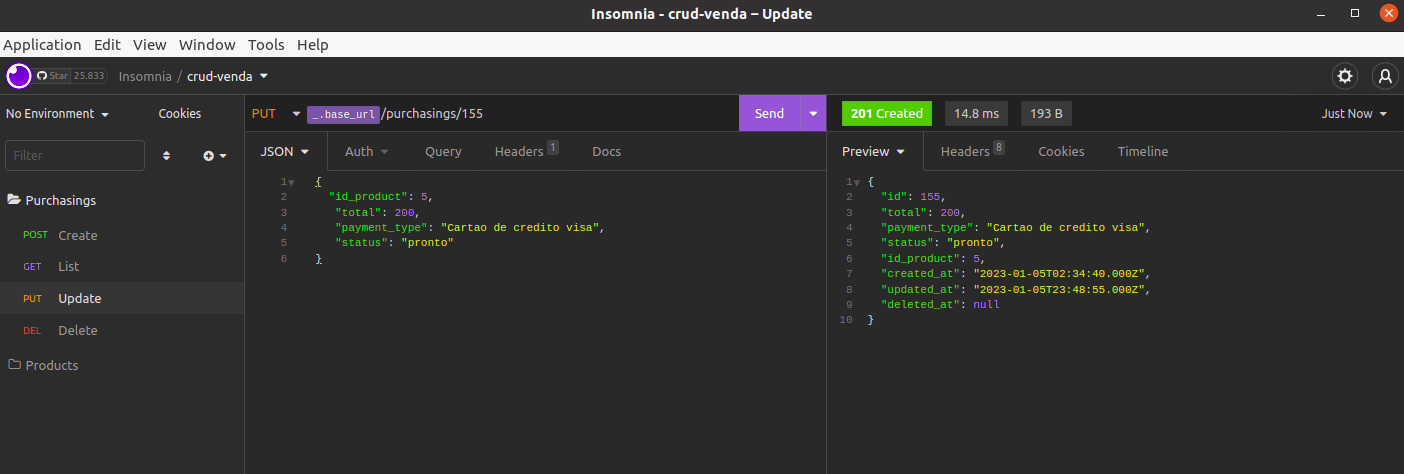 Insomnia - crud-venda – Update
Application Edit View Window Tools Help
Star 25.833 Insomnia / crud-venda
No Environment Cookies
Filter
Purchasings
POST Create
GET List
PUT Update
DEL Delete
Products
PUT _.base_url /purchasings/155 Send
JSON Auth Query Headers 1 Docs
1 {
2 "id_product": 5,
3 "total": 200,
4 "payment_type": "Cartao de credito visa",
5 "status": "pronto"
6 }
201 Created 14.8 ms 193 B Just Now
Preview Headers 8 Cookies Timeline
1 {
2 "id": 155,
3 "total": 200,
4 "payment_type": "Cartao de credito visa",
5 "status": "pronto",
6 "id_product": 5,
7 "created_at": "2023-01-05T02:34:40.000Z",
8 "updated_at": "2023-01-05T23:48:55.000Z",
9 "deleted_at": null
10 }